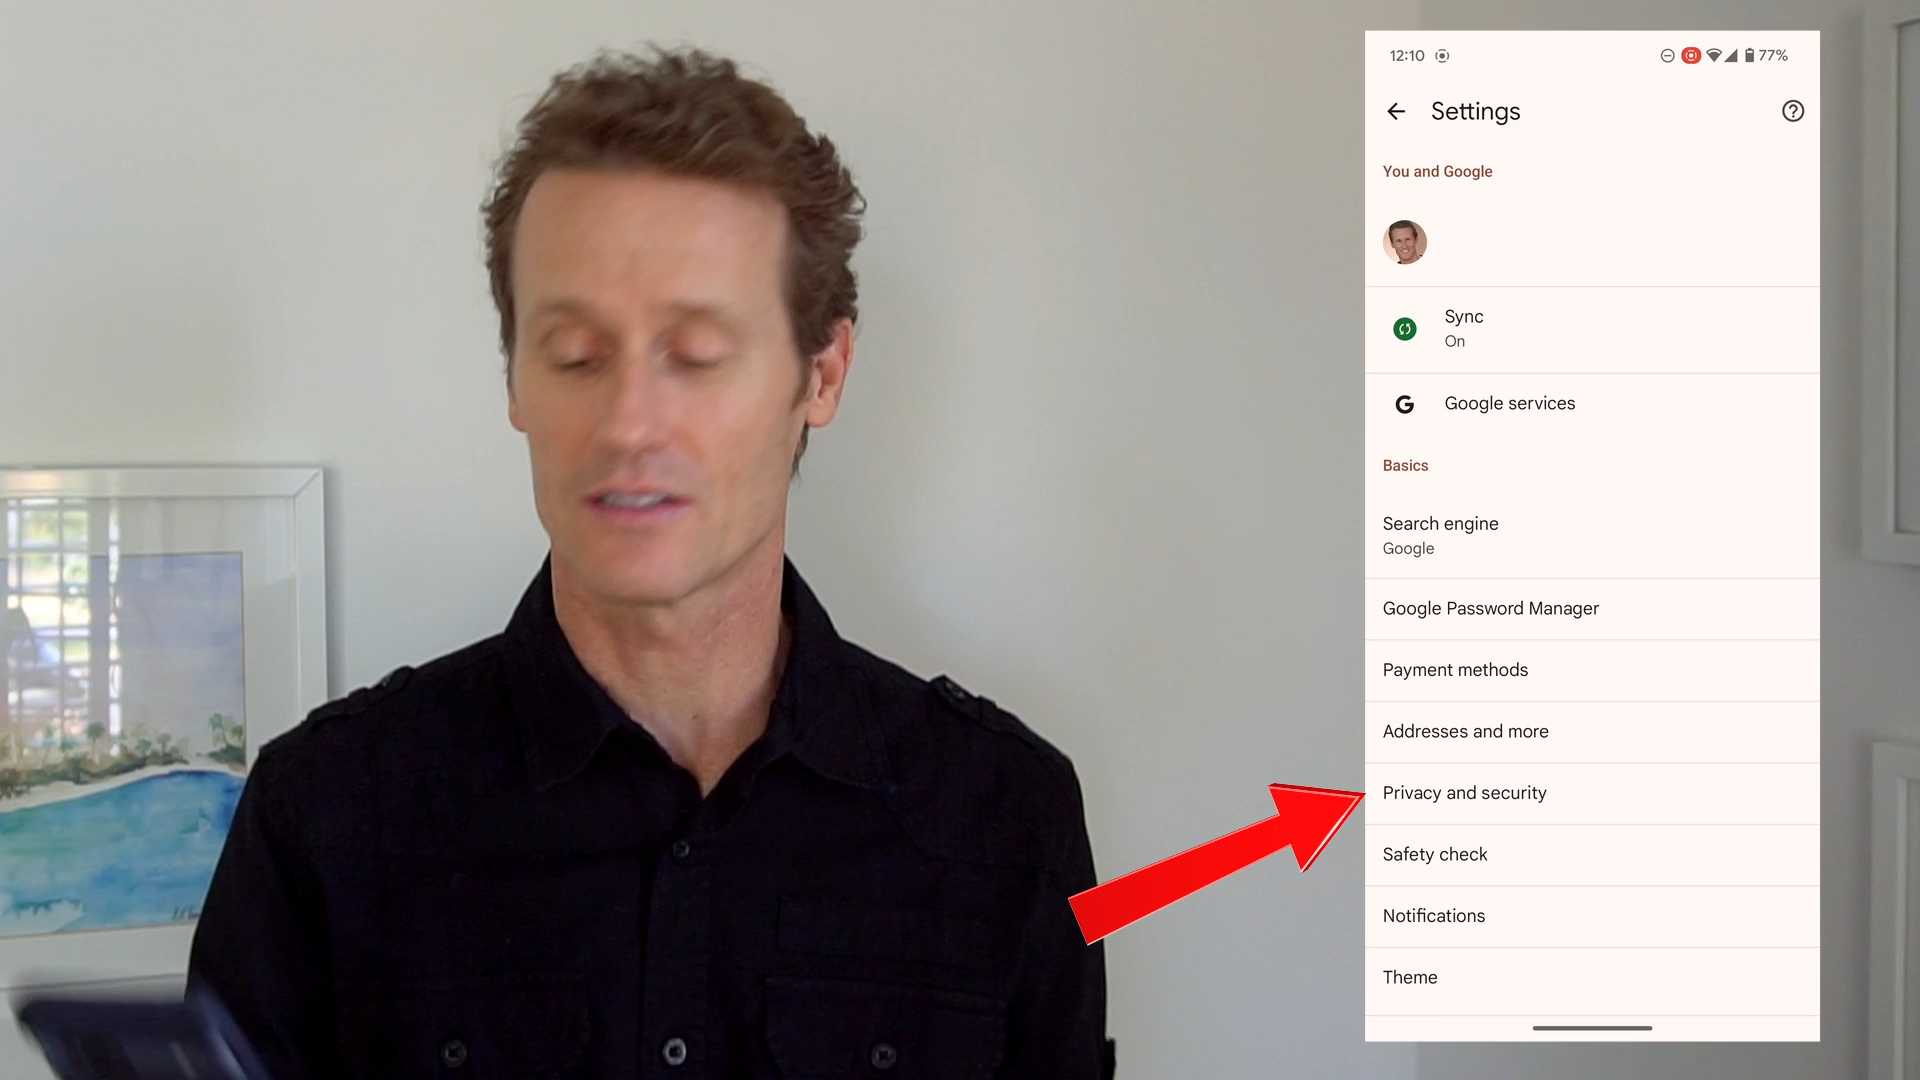 12:10
77%
Settings
You and Google
Sync
On
Google services
Basics
Search engine
Google
Google Password Manager
Payment methods
Addresses and more
Privacy and security
Safety check
Notifications
Theme